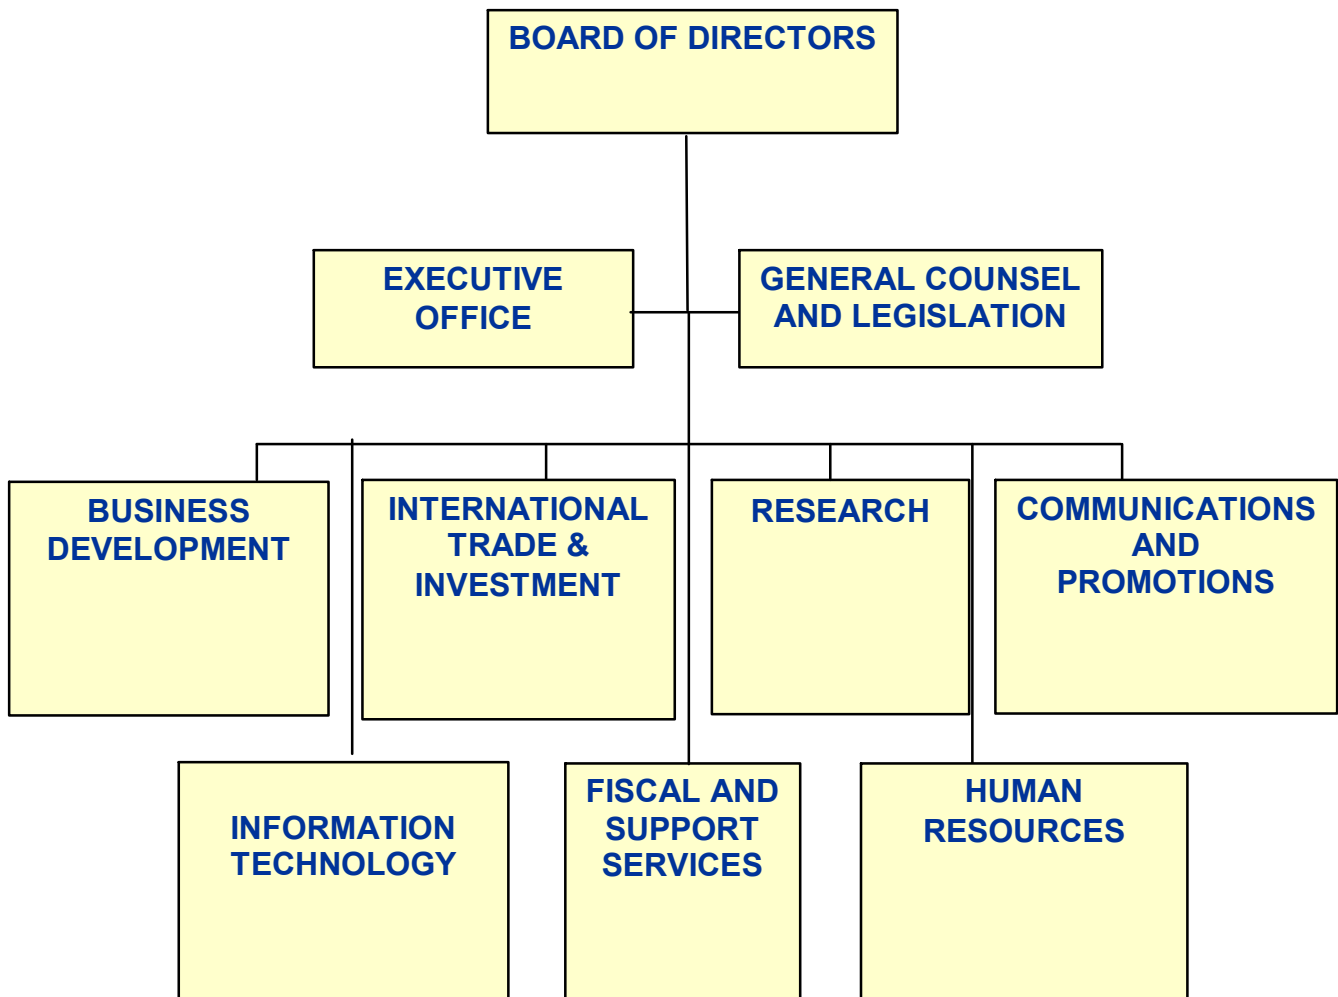 BOARD OF DIRECTORS
EXECUTIVE
OFFICE
GENERAL COUNSEL
AND LEGISLATION
BUSINESS
DEVELOPMENT
INTERNATIONAL
TRADE &
INVESTMENT
RESEARCH
COMMUNICATIONS
AND
PROMOTIONS
INFORMATION
TECHNOLOGY
FISCAL AND
SUPPORT
SERVICES
HUMAN
RESOURCES